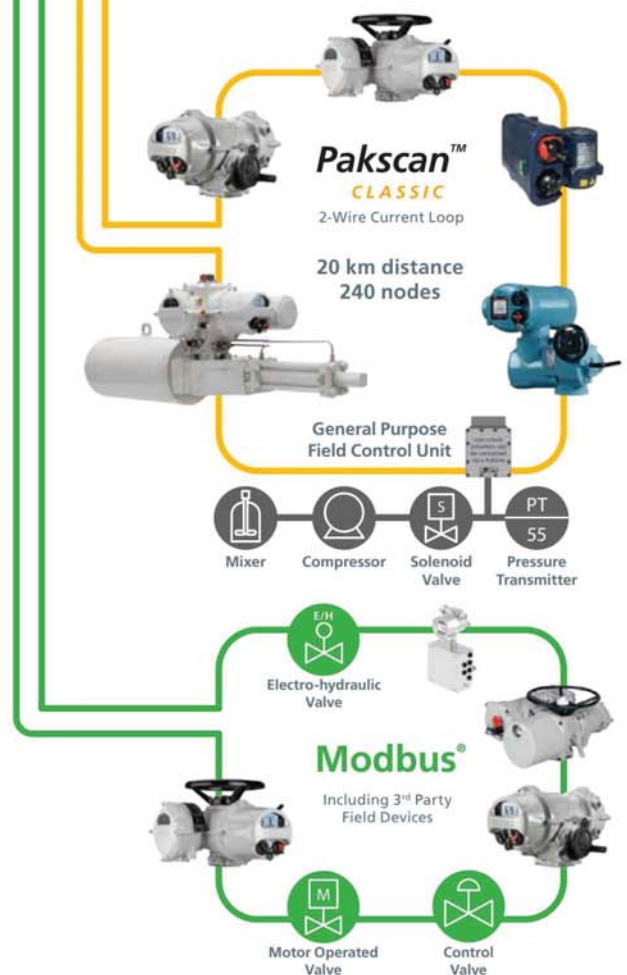 Pakscan™
CLASSIC
2-Wire Current Loop
20 km distance
240 nodes
General Purpose
Field Control Unit
S
PT
55
Mixer
Compressor
Solenoid
Valve
Pressure
Transmitter
E/H
Electro-hydraulic
Valve
Modbus®
Including 3rd Party
Field Devices
M
Motor Operated
Valve
Control
Valve